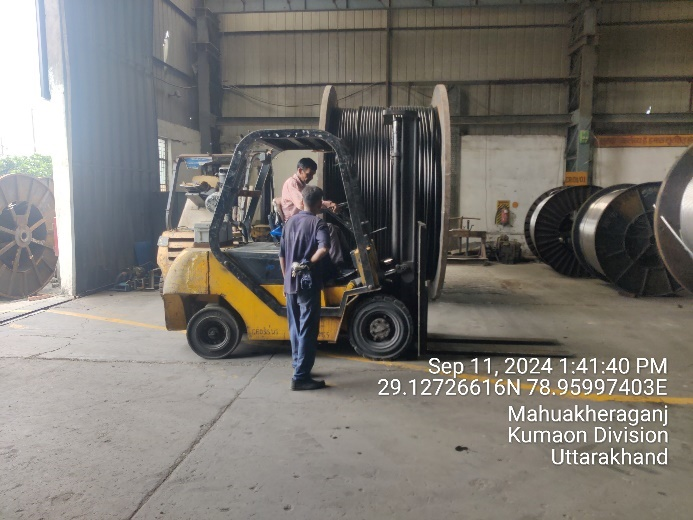 Sep 11, 2024 1:41:40 PM
29.12726616N 78.95997403E
Mahuakheraganj
Kumaon Division
Uttarakhand